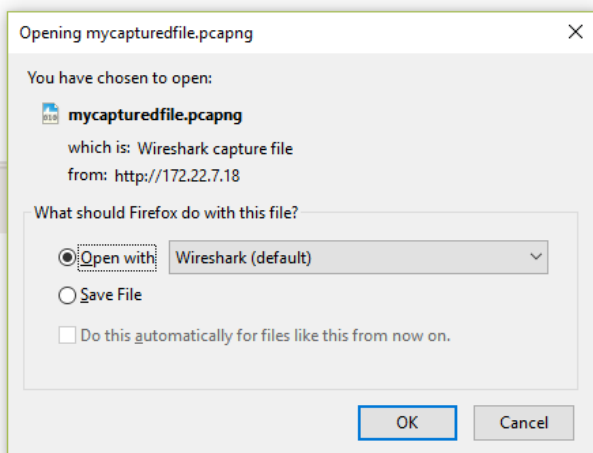 Opening mycapturedfile.pcapng
You have chosen to open:
mycapturedfile.pcapng
which is: Wireshark capture file
from: http://172.22.7.18
What should Firefox do with this file?
Open with Wireshark (default)
Save File
Do this automatically for files like this from now on.
OK Cancel